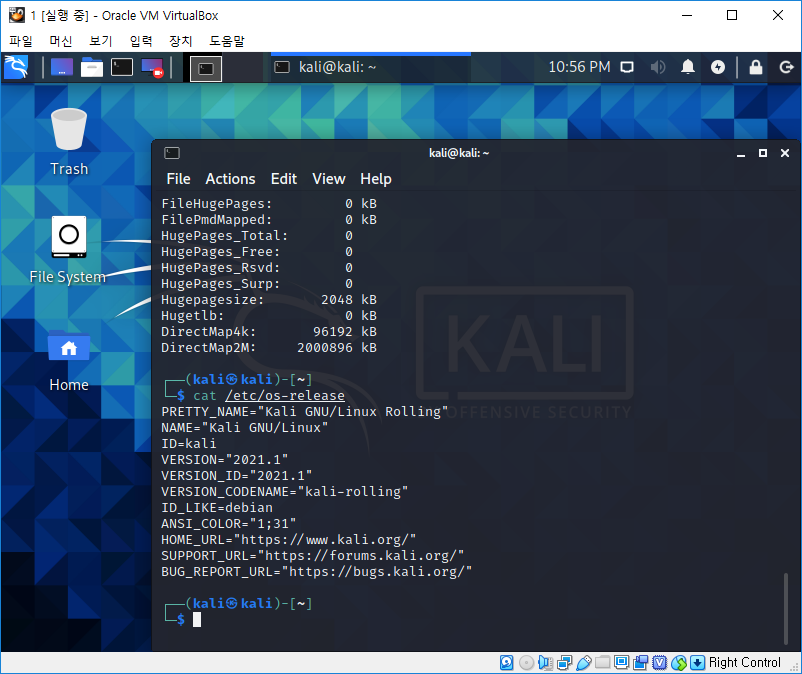 1 [실행 중] - Oracle VM VirtualBox
파일 머신 보기 입력 장치 도움말
kali@kali: ~
10:56 PM
Trash
File System
Home
kali@kali: ~
File Actions Edit View Help
FileHugePages: 0 kB
FilePmdMapped: 0 kB
HugePages_Total: 0
HugePages_Free: 0
HugePages_Rsvd: 0
HugePages_Surp: 0
Hugepagesize: 2048 kB
Hugetlb: 0 kB
DirectMap4k: 96192 kB
DirectMap2M: 2000896 kB
┌──(kali㉿kali)-[~]
└─$ cat /etc/os-release
PRETTY_NAME="Kali GNU/Linux Rolling"
NAME="Kali GNU/Linux"
ID=kali
VERSION="2021.1"
VERSION_ID="2021.1"
VERSION_CODENAME="kali-rolling"
ID_LIKE=debian
ANSI_COLOR="1;31"
HOME_URL="https://www.kali.org/"
SUPPORT_URL="https://forums.kali.org/"
BUG_REPORT_URL="https://bugs.kali.org/"
┌──(kali㉿kali)-[~]
└─$
KALI
OFFENSIVE SECURITY
Right Control